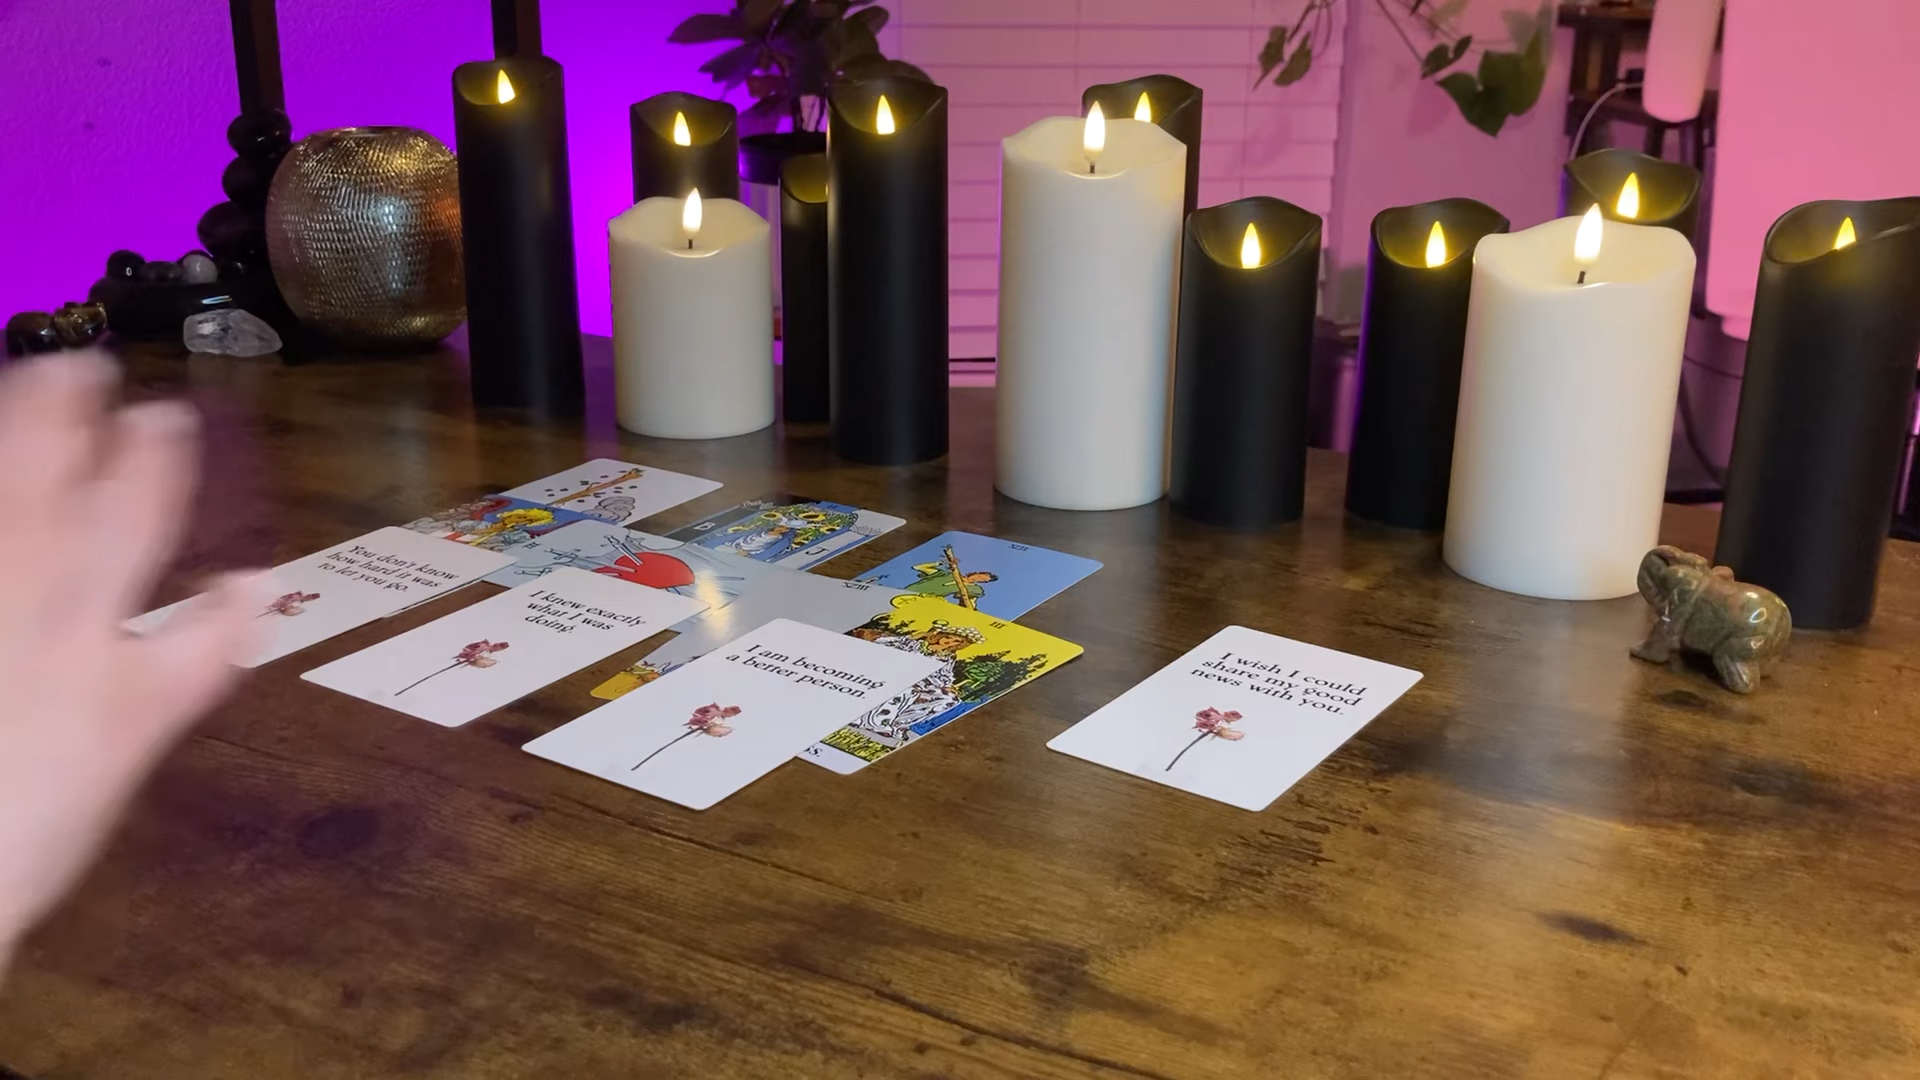 You don't know
how hard it was
to let you go.
I knew exactly
what I was
doing.
I am becoming
a better person.
I wish I could
share my good
news with you.
III